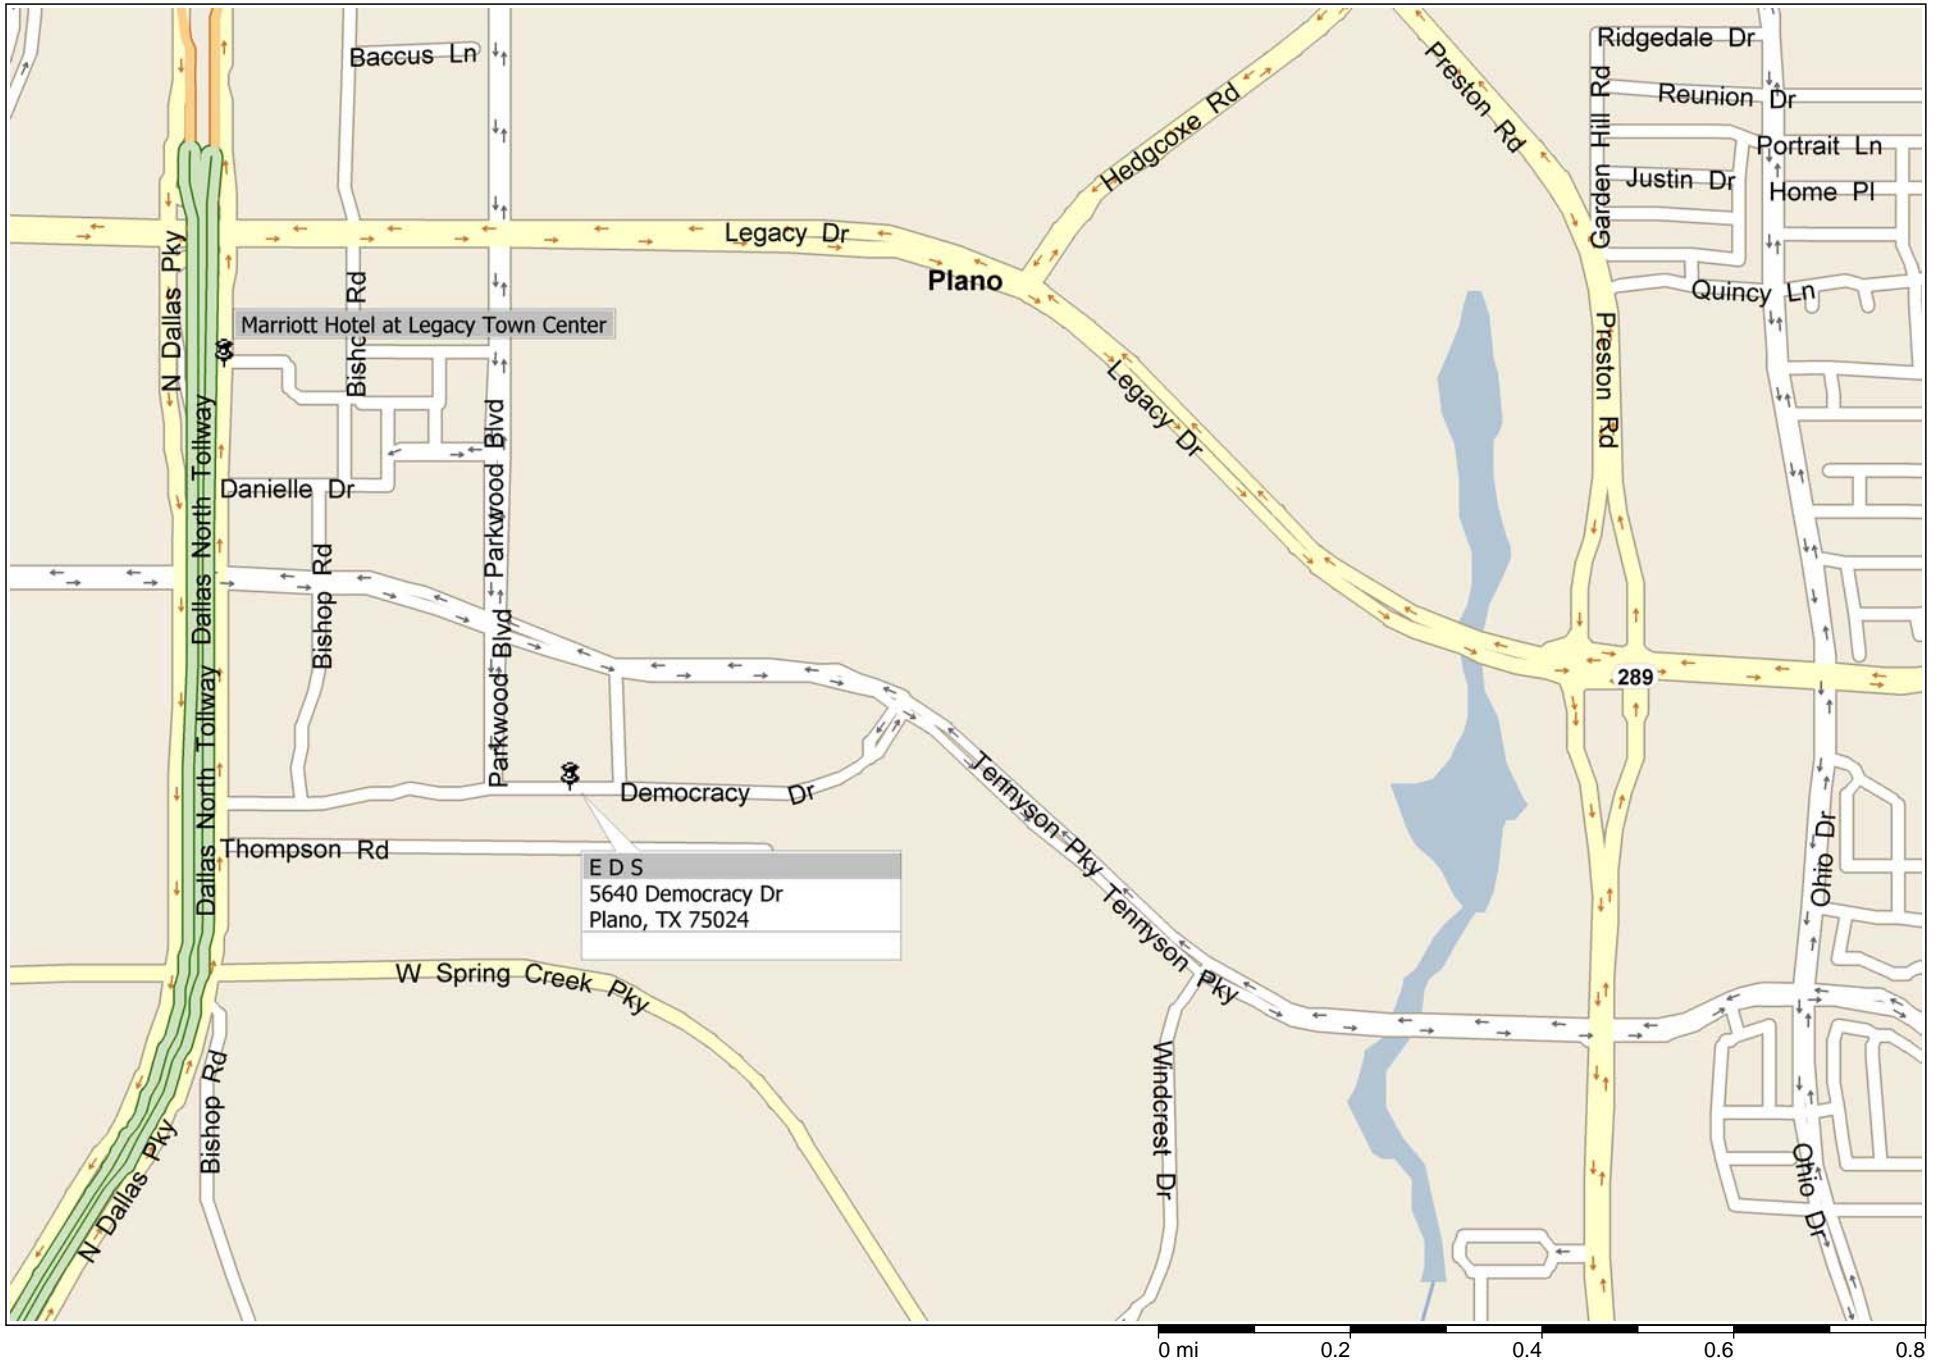 Baccus Ln
Hedgcoxe Rd
Preston Rd
Ridgedale Dr
Reunion Dr
Garden Hill Rd
Portrait Ln
Justin Dr
Home Pl
Quincy Ln
N Dallas Pky
Legacy Dr
Plano
Bishop Rd
Marriott Hotel at Legacy Town Center
Preston Rd
Legacy Dr
Dallas North Tollway
Parkwood Blvd
Danielle Dr
Dallas North Tollway
Bishop Rd
Parkwood Blvd
289
Dallas North Tollway
Democracy Dr
Tennyson Pky
Tennyson Pky
Thompson Rd
E D S
5640 Democracy Dr
Plano, TX 75024
Ohio Dr
W Spring Creek Pky
Bishop Rd
N Dallas Pky
Windcrest Dr
Ohio Dr
0 mi 0.2 0.4 0.6 0.8